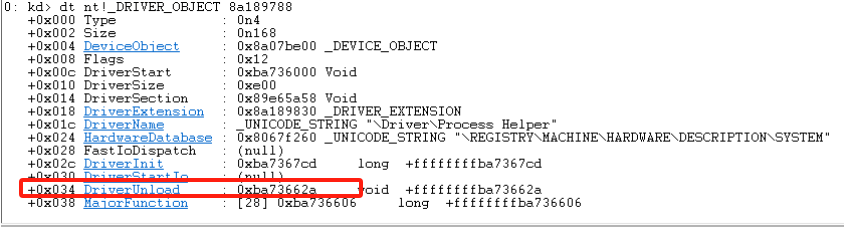 0: kd> dt nt!_DRIVER_OBJECT 8a189788
+0x000 Type : 0n4
+0x002 Size : 0n168
+0x004 DeviceObject : 0x8a07be00 _DEVICE_OBJECT
+0x008 Flags : 0x12
+0x00c DriverStart : 0xba736000 Void
+0x010 DriverSize : 0xe00
+0x014 DriverSection : 0x89e65a58 Void
+0x018 DriverExtension : 0x8a189830 _DRIVER_EXTENSION
+0x01c DriverName : _UNICODE_STRING "\Driver\Process Helper"
+0x024 HardwareDatabase : 0x8067f260 _UNICODE_STRING "\REGISTRY\MACHINE\HARDWARE\DESCRIPTION\SYSTEM"
+0x028 FastIoDispatch : (null)
+0x02c DriverInit : 0xba7367cd long +ffffffffba7367cd
+0x030 DriverStartIo : (null)
+0x034 DriverUnload : 0xba73662a void +ffffffffba73662a
+0x038 MajorFunction : [28] 0xba736606 long +ffffffffba736606